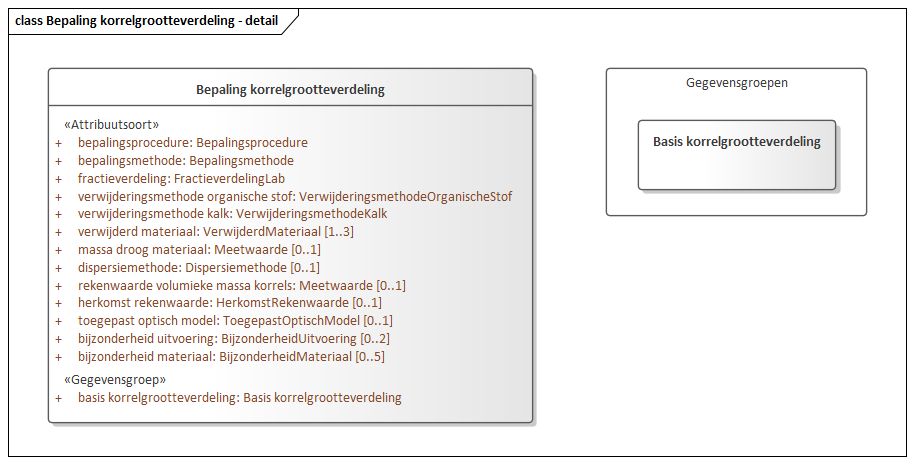 class Bepaling korrelgrootteverdeling - detail
Bepaling korrelgrootteverdeling
«Attribuutsoort»
+ bepalingsprocedure: Bepalingsprocedure
+ bepalingsmethode: Bepalingsmethode
+ fractieverdeling: FractieverdelingLab
+ verwijderingsmethode organische stof: VerwijderingsmethodeOrganischeStof
+ verwijderingsmethode kalk: VerwijderingsmethodeKalk
+ verwijderd materiaal: VerwijderdMateriaal [1..3]
+ massa droog materiaal: Meetwaarde [0..1]
+ dispersiemethode: Dispersiemethode [0..1]
+ rekenwaarde volumieke massa korrels: Meetwaarde [0..1]
+ herkomst rekenwaarde: HerkomstRekenwaarde [0..1]
+ toegepast optisch model: ToegepastOptischModel [0..1]
+ bijzonderheid uitvoering: BijzonderheidUitvoering [0..2]
+ bijzonderheid materiaal: BijzonderheidMateriaal [0..5]
«Gegevensgroep»
+ basis korrelgrootteverdeling: Basis korrelgrootteverdeling
Gegevensgroepen
Basis korrelgrootteverdeling